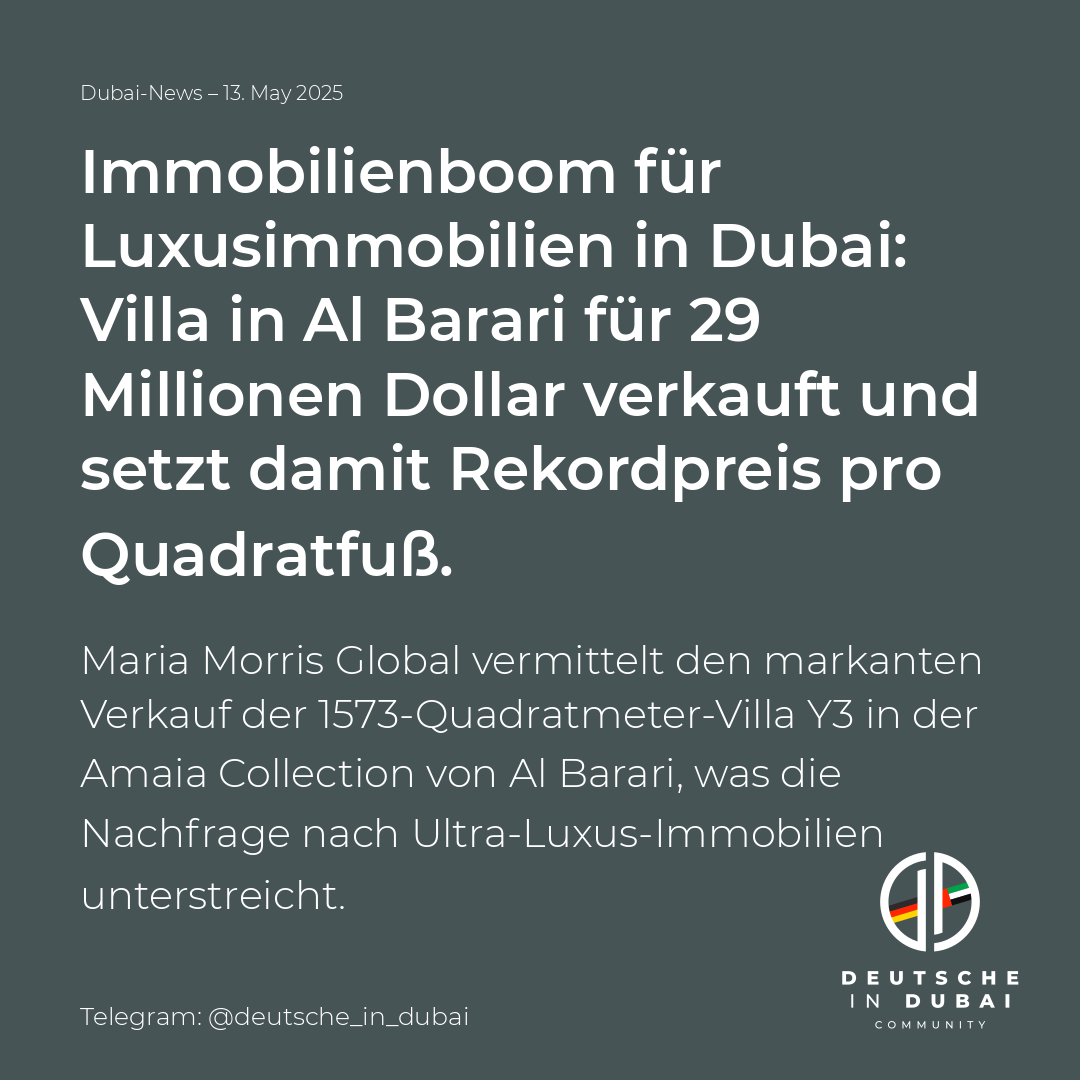 Dubai-News – 13. May 2025
Immobilienboom für
Luxusimmobilien in Dubai:
Villa in Al Barari für 29
Millionen Dollar verkauft und
setzt damit Rekordpreis pro
Quadratfuß.
Maria Morris Global vermittelt den markanten
Verkauf der 1573-Quadratmeter-Villa Y3 in der
Amaia Collection von Al Barari, was die
Nachfrage nach Ultra-Luxus-Immobilien
unterstreicht.
DEUTSCHE
IN DUBAI
COMMUNITY
Telegram: @deutsche_in_dubai